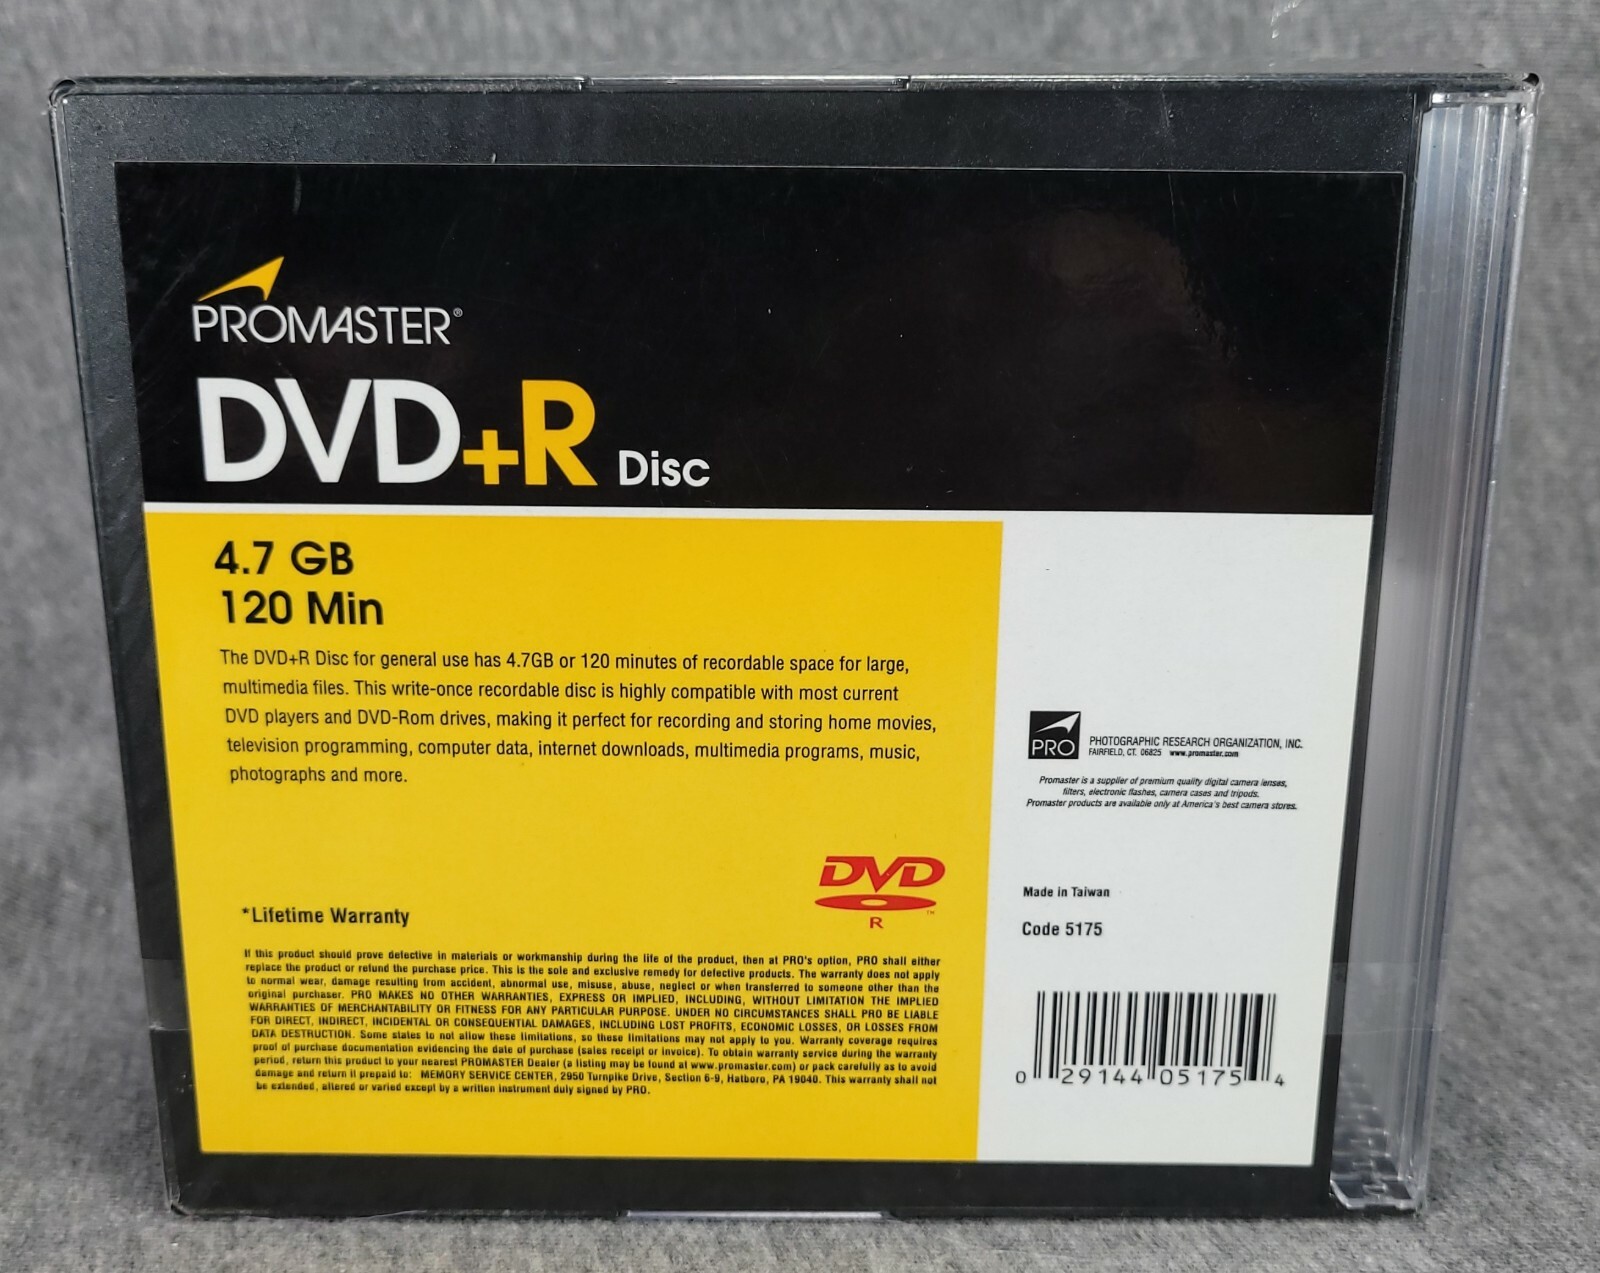 PROMASTER®
DVD+R Disc
4.7 GB
120 Min
The DVD+R Disc for general use has 4.7GB or 120 minutes of recordable space for large,
multimedia files. This write-once recordable disc is highly compatible with most current
DVD players and DVD-Rom drives, making it perfect for recording and storing home movies,
television programming, computer data, internet downloads, multimedia programs, music,
photographs and more.
DVD™
R
*Lifetime Warranty
If this product should prove defective in materials or workmanship during the life of the product, then at PRO's option, PRO shall either
replace the product or refund the purchase price. This is the sole and exclusive remedy for defective products. The warranty does not apply
to normal wear, damage resulting from accident, abnormal use, misuse, abuse, neglect or when transferred to someone other than the
original purchaser. PRO MAKES NO OTHER WARRANTIES, EXPRESS OR IMPLIED, INCLUDING, WITHOUT LIMITATION THE IMPLIED
WARRANTIES OF MERCHANTABILITY OR FITNESS FOR ANY PARTICULAR PURPOSE. UNDER NO CIRCUMSTANCES SHALL PRO BE LIABLE
FOR DIRECT, INDIRECT, INCIDENTAL OR CONSEQUENTIAL DAMAGES, INCLUDING LOST PROFITS, ECONOMIC LOSSES, OR LOSSES FROM
DATA DESTRUCTION. Some states to not allow these limitations, so these limitations may not apply to you. Warranty coverage requires
proof of purchase documentation evidencing the date of purchase (sales receipt or invoice). To obtain warranty service during the warranty
period, return this product to your nearest PROMASTER Dealer (a listing may be found at www.promaster.com) or pack carefully as to avoid
damage and return it prepaid to: MEMORY SERVICE CENTER, 2950 Turnpike Drive, Section 6-9, Hatboro, PA 19040. This warranty shall not
be extended, altered or varied except by a written instrument duly signed by PRO.
PRO
PHOTOGRAPHIC RESEARCH ORGANIZATION, INC.
FAIRFIELD, CT. 06825 www.promaster.com
Promaster is a supplier of premium quality digital camera lenses,
filters, electronic flashes, camera cases and tripods.
Promaster products are available only at America's best camera stores.
Made in Taiwan
Code 5175
0 29144 05175 4